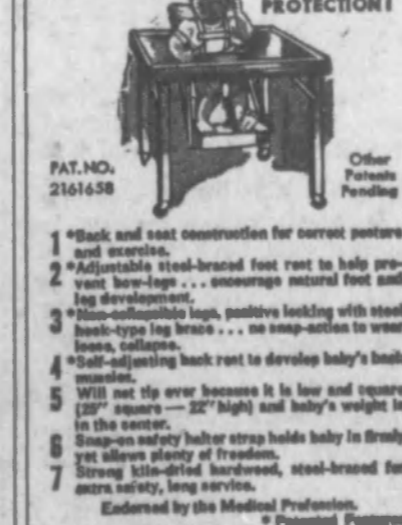 PROTECTION!
PAT. NO.
2161658
Other
Patents
Pending
1 *Back and seat construction for correct posture
and exercise.
2 *Adjustable steel-braced foot rest to help pre-
vent bow-legs . . . encourage natural foot and
leg development.
3 *Non-collapsible legs, positive locking with steel
hook-type leg brace . . . no snap-action to wear
loose, collapse.
4 *Self-adjusting back rest to develop baby's back
muscles.
5 Will not tip over because it is low and square
(25" square — 22" high) and baby's weight is
in the center.
6 Snap-on safety halter strap holds baby in firmly
yet allows plenty of freedom.
7 Strong kiln-dried hardwood, steel-braced for
extra safety, long service.
Endorsed by the Medical Profession.
* Patented